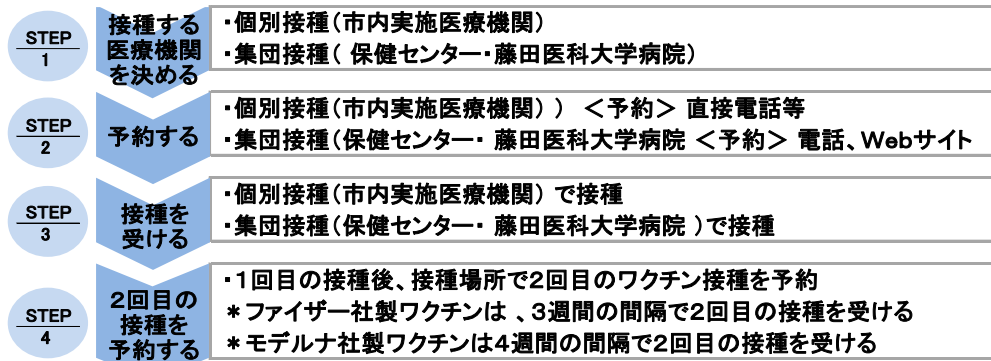 STEP
1
接種する
医療機関
を決める
・個別接種（市内実施医療機関）
・集団接種（ 保健センター・藤田医科大学病院）
STEP
2
予約する
・個別接種（市内実施医療機関） ） ＜予約＞ 直接電話等
・集団接種（保健センター・ 藤田医科大学病院 ＜予約＞ 電話、Webサイト
STEP
3
接種を
受ける
・個別接種（市内実施医療機関） で接種
・集団接種（保健センター・ 藤田医科大学病院 ）で接種
STEP
4
２回目の
接種を
予約する
・１回目の接種後、接種場所で２回目のワクチン接種を予約
＊ファイザー社製ワクチンは 、３週間の間隔で２回目の接種を受ける
＊モデルナ社製ワクチンは４週間の間隔で２回目の接種を受ける